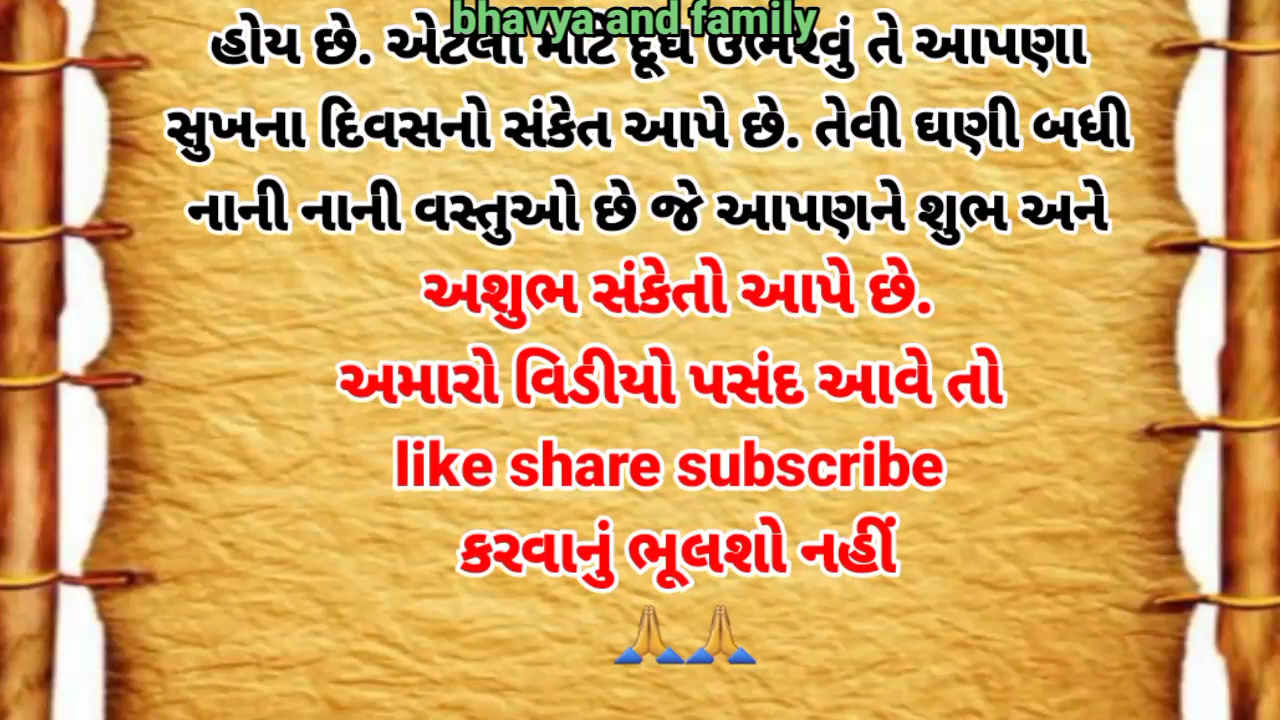 bhavya and family
હોય છે. એટલા માટે દૂધ ઉભરવું તે આપણા
સુખના દિવસનો સંકેત આપે છે. તેવી ઘણી બધી
નાની નાની વસ્તુઓ છે જે આપણને શુભ અને
અશુભ સંકેતો આપે છે.
અમારો વિડીયો પસંદ આવે તો
like share subscribe
કરવાનું ભૂલશો નહીં
🙏🙏